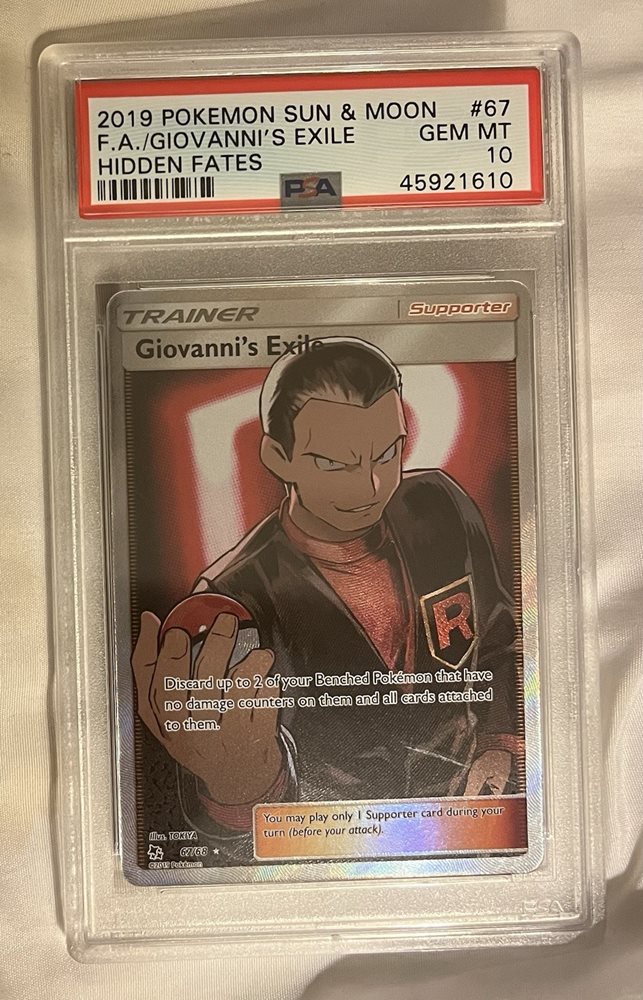 2019 POKEMON SUN & MOON #67
F.A./GIOVANNI'S EXILE GEM MT
HIDDEN FATES 10
PSA 45921610
TRAINER Supporter
Giovanni's Exile
R
R
Discard up to 2 of your Benched Pokémon that have
no damage counters on them and all cards attached
to them.
You may play only 1 Supporter card during your
turn (before your attack).
Illus. TOKIYA
67/68
©2019 Pokémon
PSA